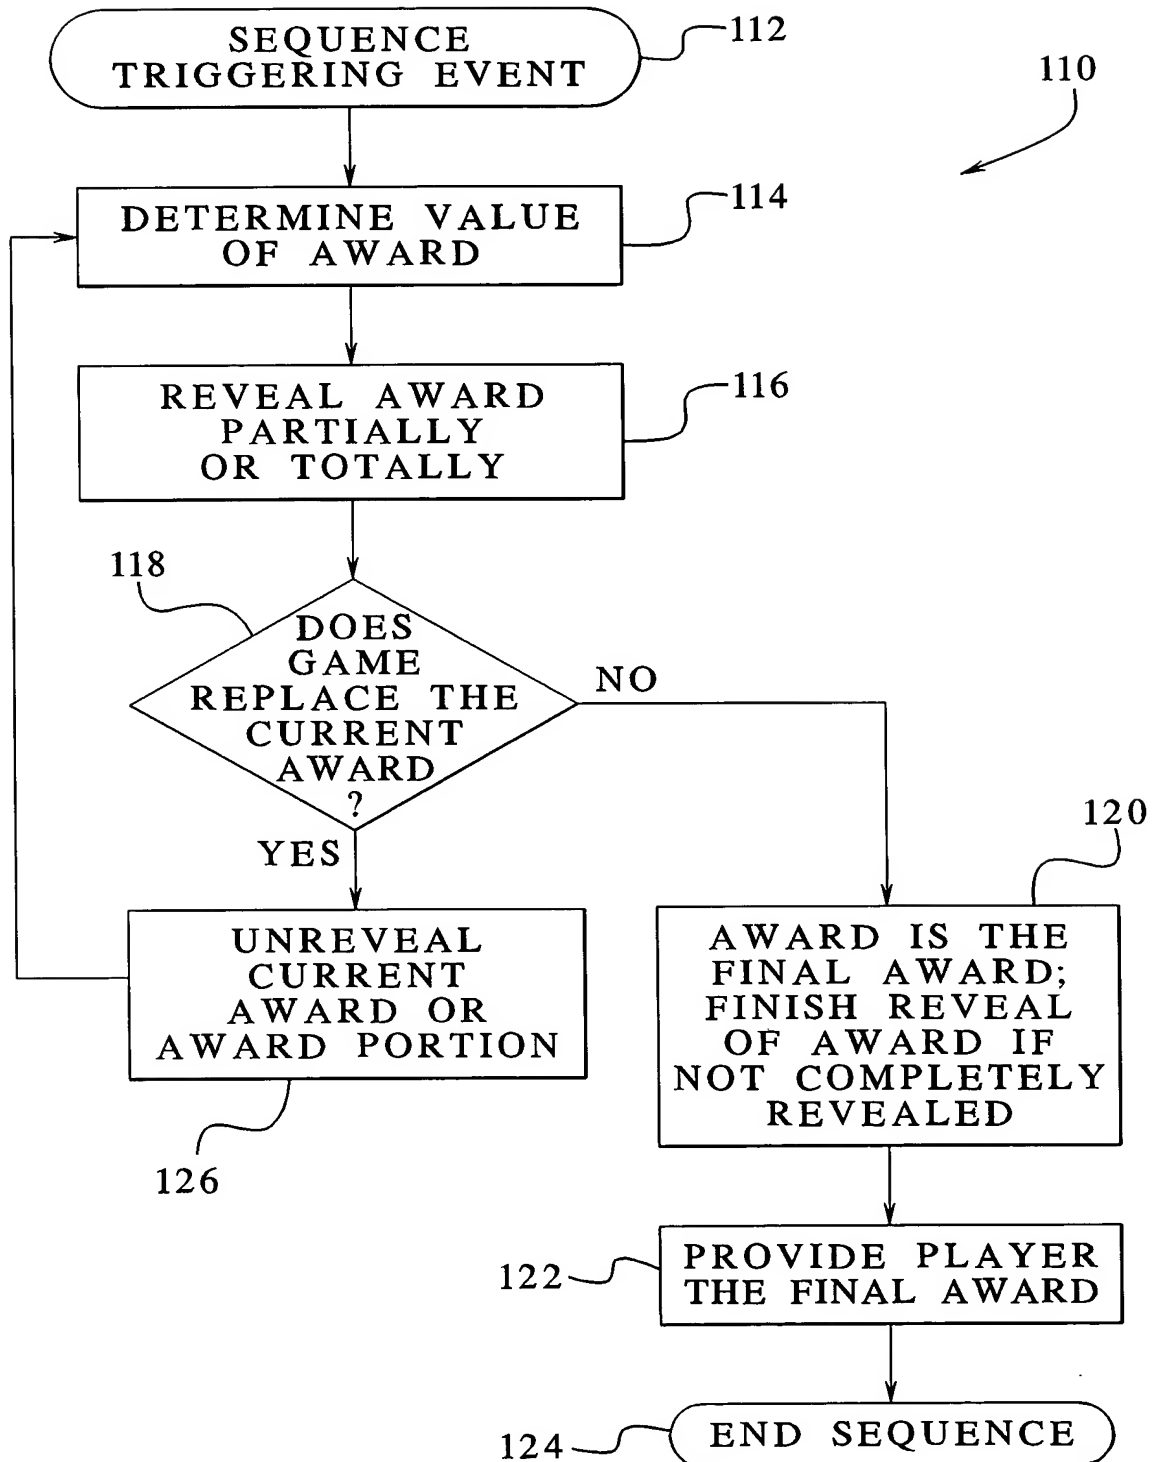 SEQUENCE
TRIGGERING EVENT
112
110
DETERMINE VALUE
OF AWARD
114
REVEAL AWARD
PARTIALLY
OR TOTALLY
116
118
DOES
GAME
REPLACE THE
CURRENT
AWARD
?
NO
YES
120
UNREVEAL
CURRENT
AWARD OR
AWARD PORTION
126
AWARD IS THE
FINAL AWARD;
FINISH REVEAL
OF AWARD IF
NOT COMPLETELY
REVEALED
122
PROVIDE PLAYER
THE FINAL AWARD
124
END SEQUENCE